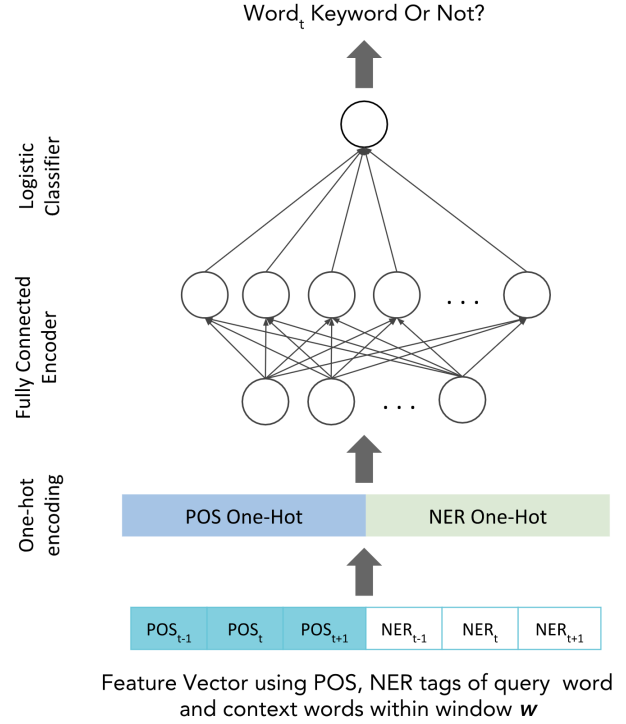 Word_t Keyword Or Not?
Logistic
Classifier
. . .
Fully Connected
Encoder
. . .
One-hot
encoding
POS One-Hot NER One-Hot
POS_t-1 POS_t POS_t+1 NER_t-1 NER_t NER_t+1
Feature Vector using POS, NER tags of query word
and context words within window w